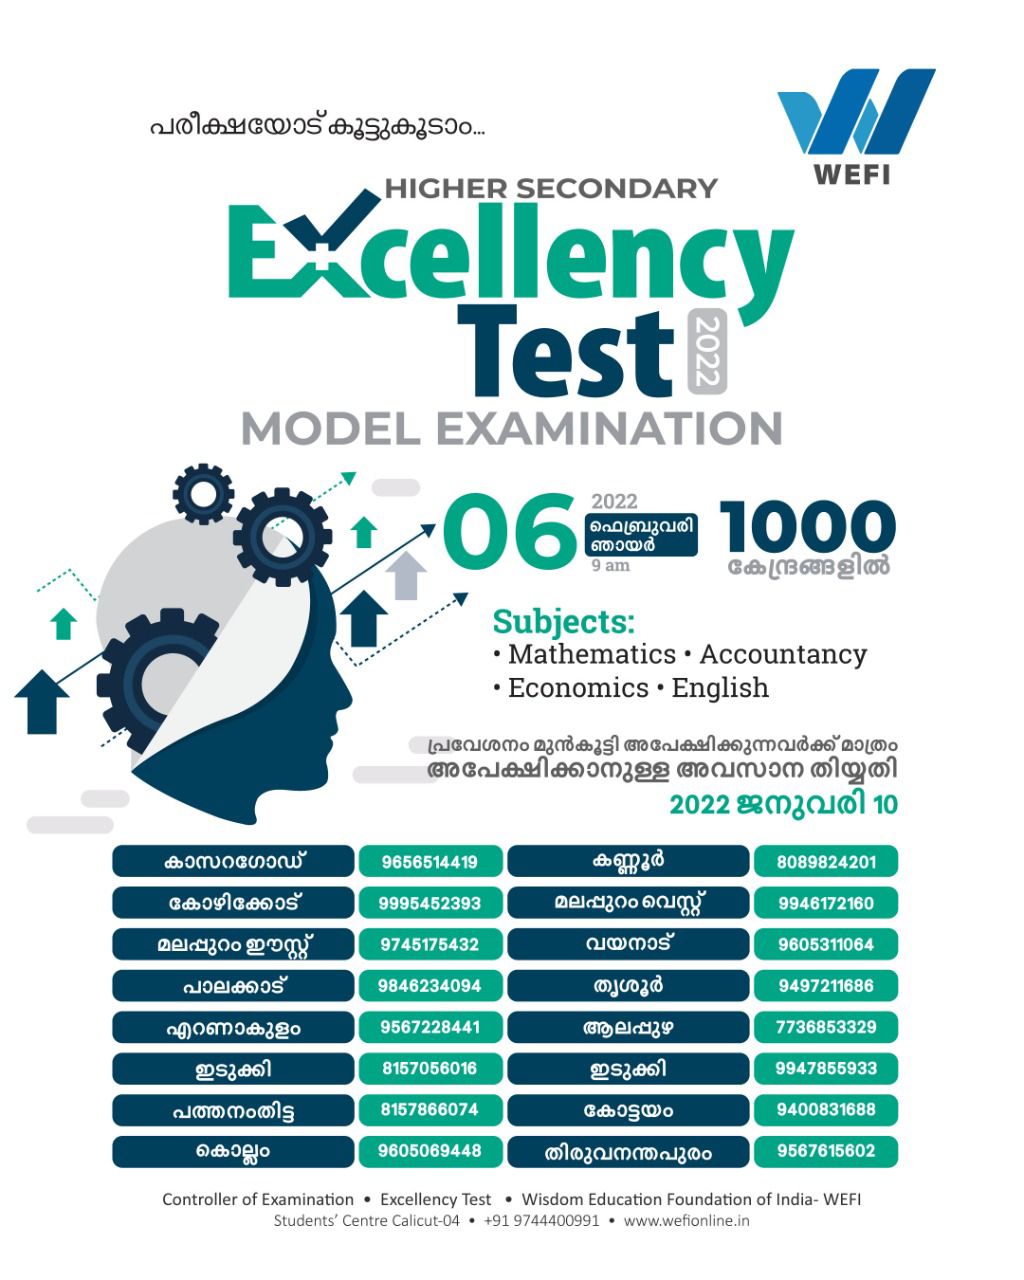 പരീക്ഷയോട് കൂട്ടുകൂടാം...
WEFI
HIGHER SECONDARY
Excellency
Test 2022
MODEL EXAMINATION
06
2022
ഫെബ്രുവരി
ഞായർ
9 am
1000
കേന്ദ്രങ്ങളിൽ
Subjects:
• Mathematics • Accountancy
• Economics • English
പ്രവേശനം മുൻകൂട്ടി അപേക്ഷിക്കുന്നവർക്ക് മാത്രം
അപേക്ഷിക്കാനുള്ള അവസാന തിയ്യതി
2022 ജനുവരി 10
കാസറഗോഡ് 9656514419 കണ്ണൂർ 8089824201
കോഴിക്കോട് 9995452393 മലപ്പുറം വെസ്റ്റ് 9946172160
മലപ്പുറം ഈസ്റ്റ് 9745175432 വയനാട് 9605311064
പാലക്കാട് 9846234094 തൃശൂർ 9497211686
എറണാകുളം 9567228441 ആലപ്പുഴ 7736853329
ഇടുക്കി 8157056016 ഇടുക്കി 9947855933
പത്തനംതിട്ട 8157866074 കോട്ടയം 9400831688
കൊല്ലം 9605069448 തിരുവനന്തപുരം 9567615602
Controller of Examination • Excellency Test • Wisdom Education Foundation of India- WEFI
Students' Centre Calicut-04 • +91 9744400991 • www.wefionline.in